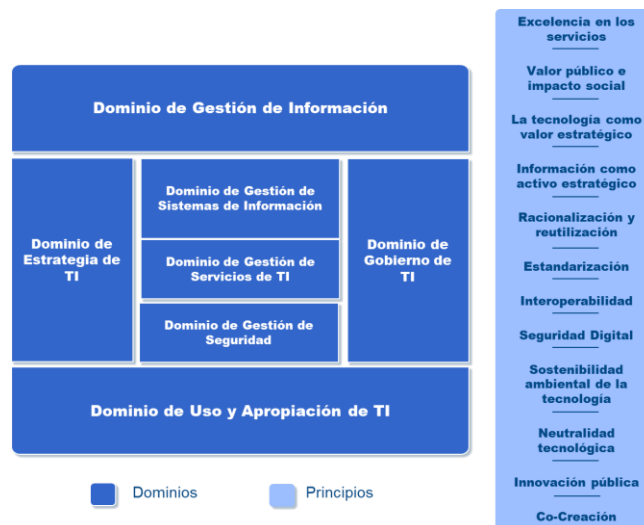 Dominio de Gestión de Información
Dominio de
Estrategia de
TI
Dominio de Gestión de
Sistemas de Información
Dominio de Gestión de
Servicios de TI
Dominio de Gestión de
Seguridad
Dominio de
Gobierno de
TI
Dominio de Uso y Apropiación de TI
Dominios
Principios
Excelencia en los
servicios
Valor público e
impacto social
La tecnología como
valor estratégico
Información como
activo estratégico
Racionalización y
reutilización
Estandarización
Interoperabilidad
Seguridad Digital
Sostenibilidad
ambiental de la
tecnología
Neutralidad
tecnológica
Innovación pública
Co-Creación